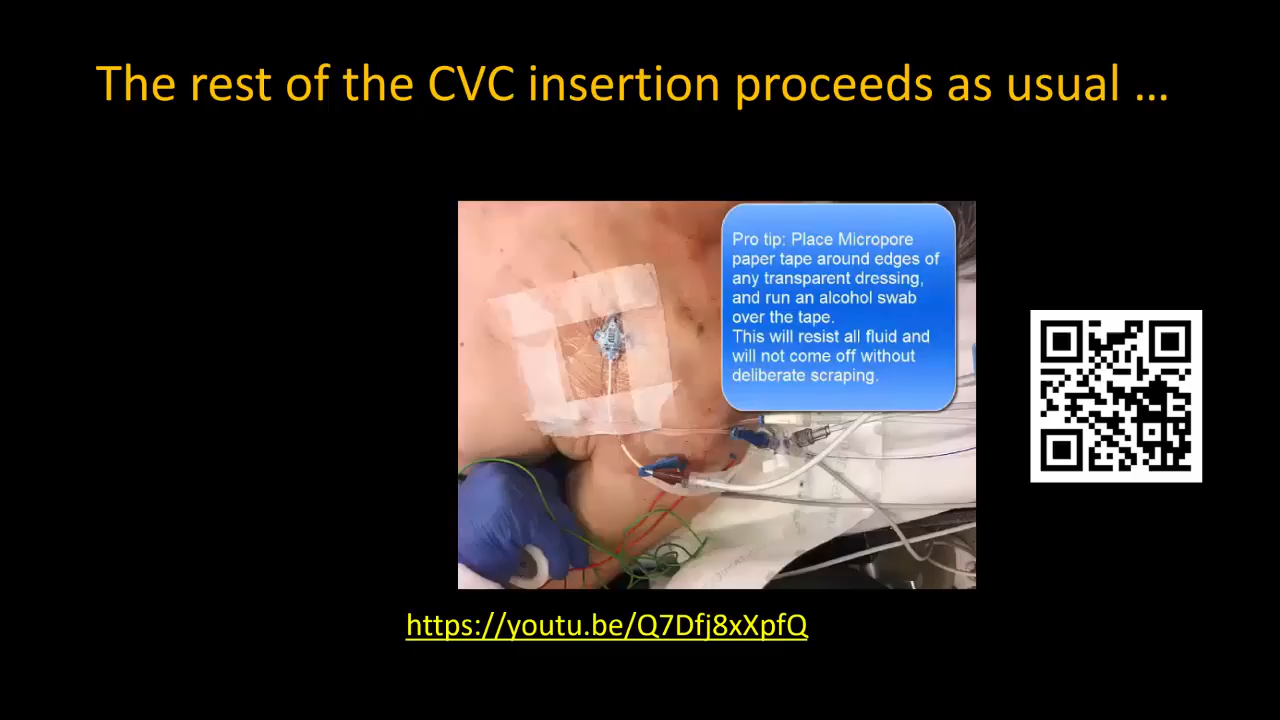 The rest of the CVC insertion proceeds as usual …
Pro tip: Place Micropore
paper tape around edges of
any transparent dressing,
and run an alcohol swab
over the tape.
This will resist all fluid and
will not come off without
deliberate scraping.
https://youtu.be/Q7Dfj8xXpfQ